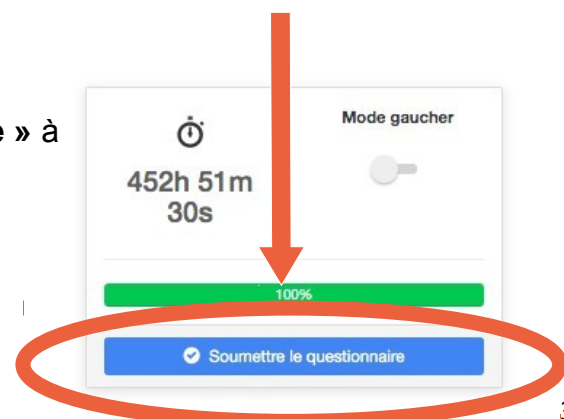 e » à
Mode gaucher
452h 51m
30s
100%
Soumettre le questionnaire